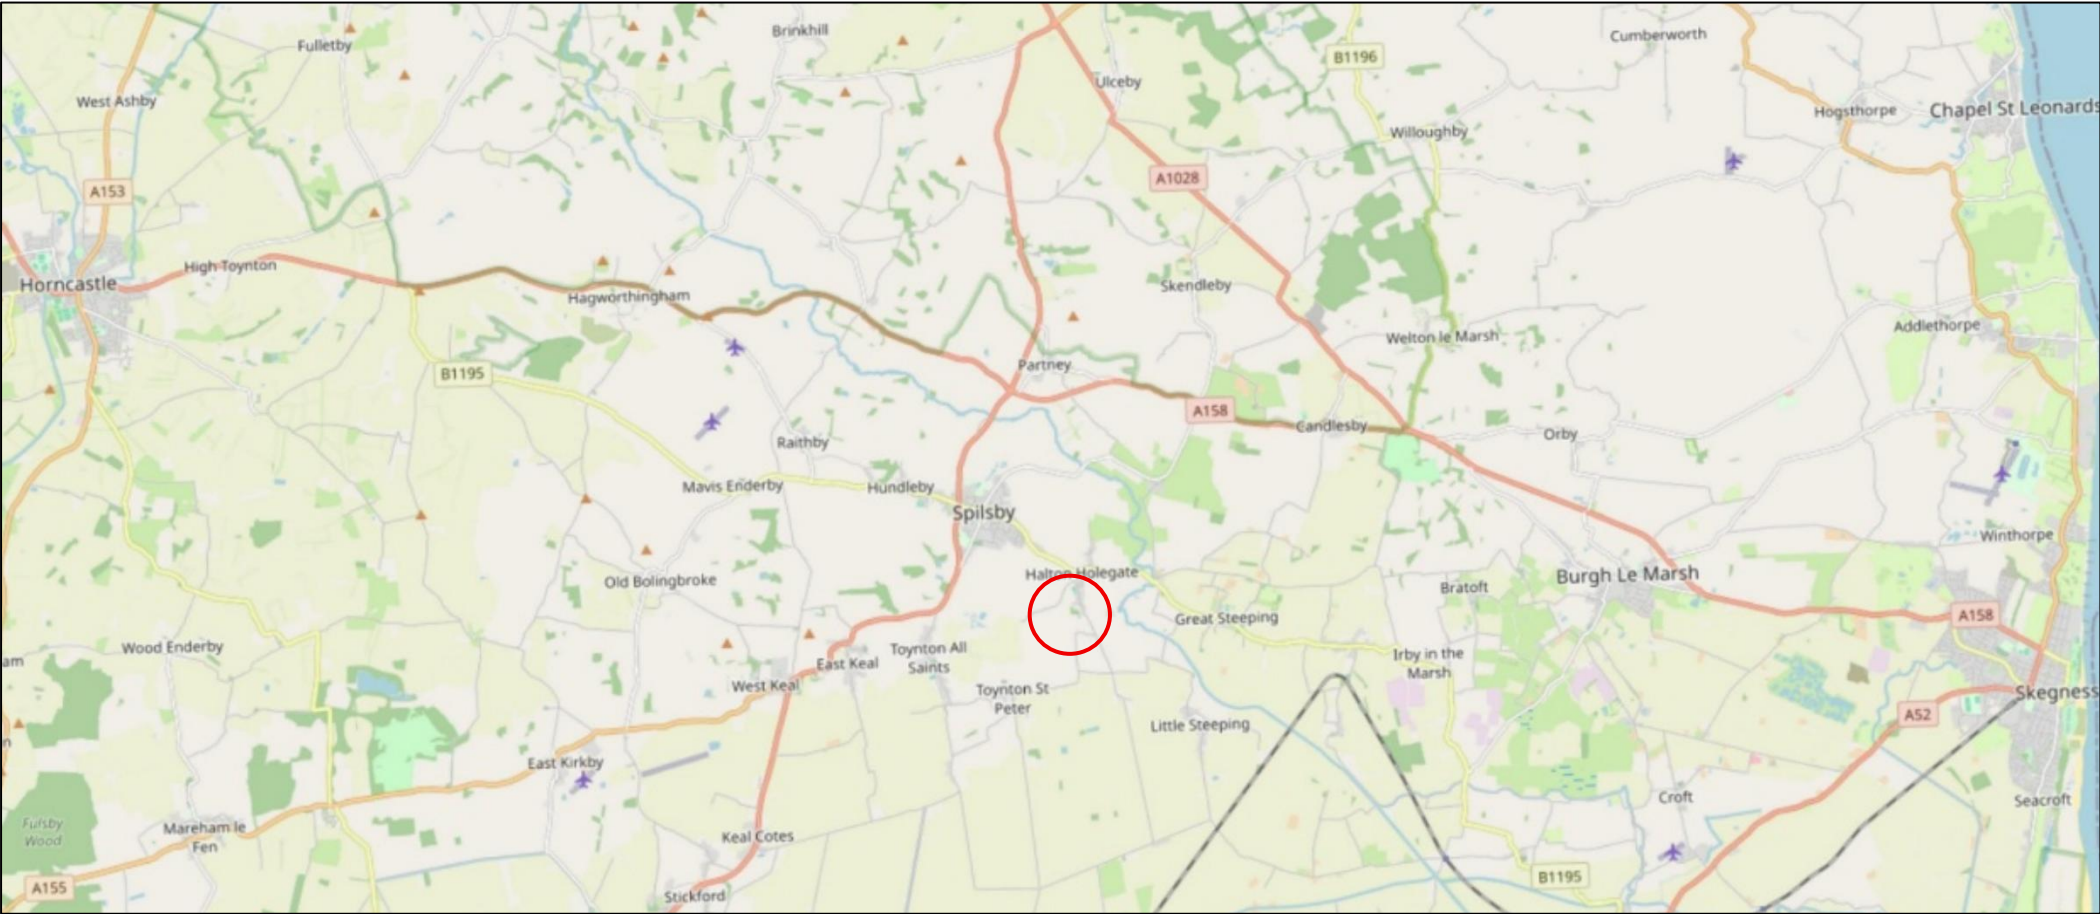 Brinkhill
Cumberworth
Fulletby
B1196
Ulceby
West Ashby
Hogsthorpe
Chapel St Leonards
Willoughby
A1028
A153
High Toynton
Horncastle
Skendleby
Hagworthingham
Addlethorpe
Welton le Marsh
Partney
B1195
A158
Candlesby
Orby
Raithby
Mavis Enderby
Hundleby
Spilsby
Winthorpe
Halton Holegate
Burgh Le Marsh
Old Bolingbroke
Bratoft
A158
Great Steeping
Wood Enderby
Toynton All
Saints
Irby in the
Marsh
am
East Keal
West Keal
Toynton St
Peter
Skegness
A52
Little Steeping
n
East Kirkby
Croft
Seacroft
Fulsby
Wood
Mareham le
Fen
Keal Cotes
B1195
A155
Stickford